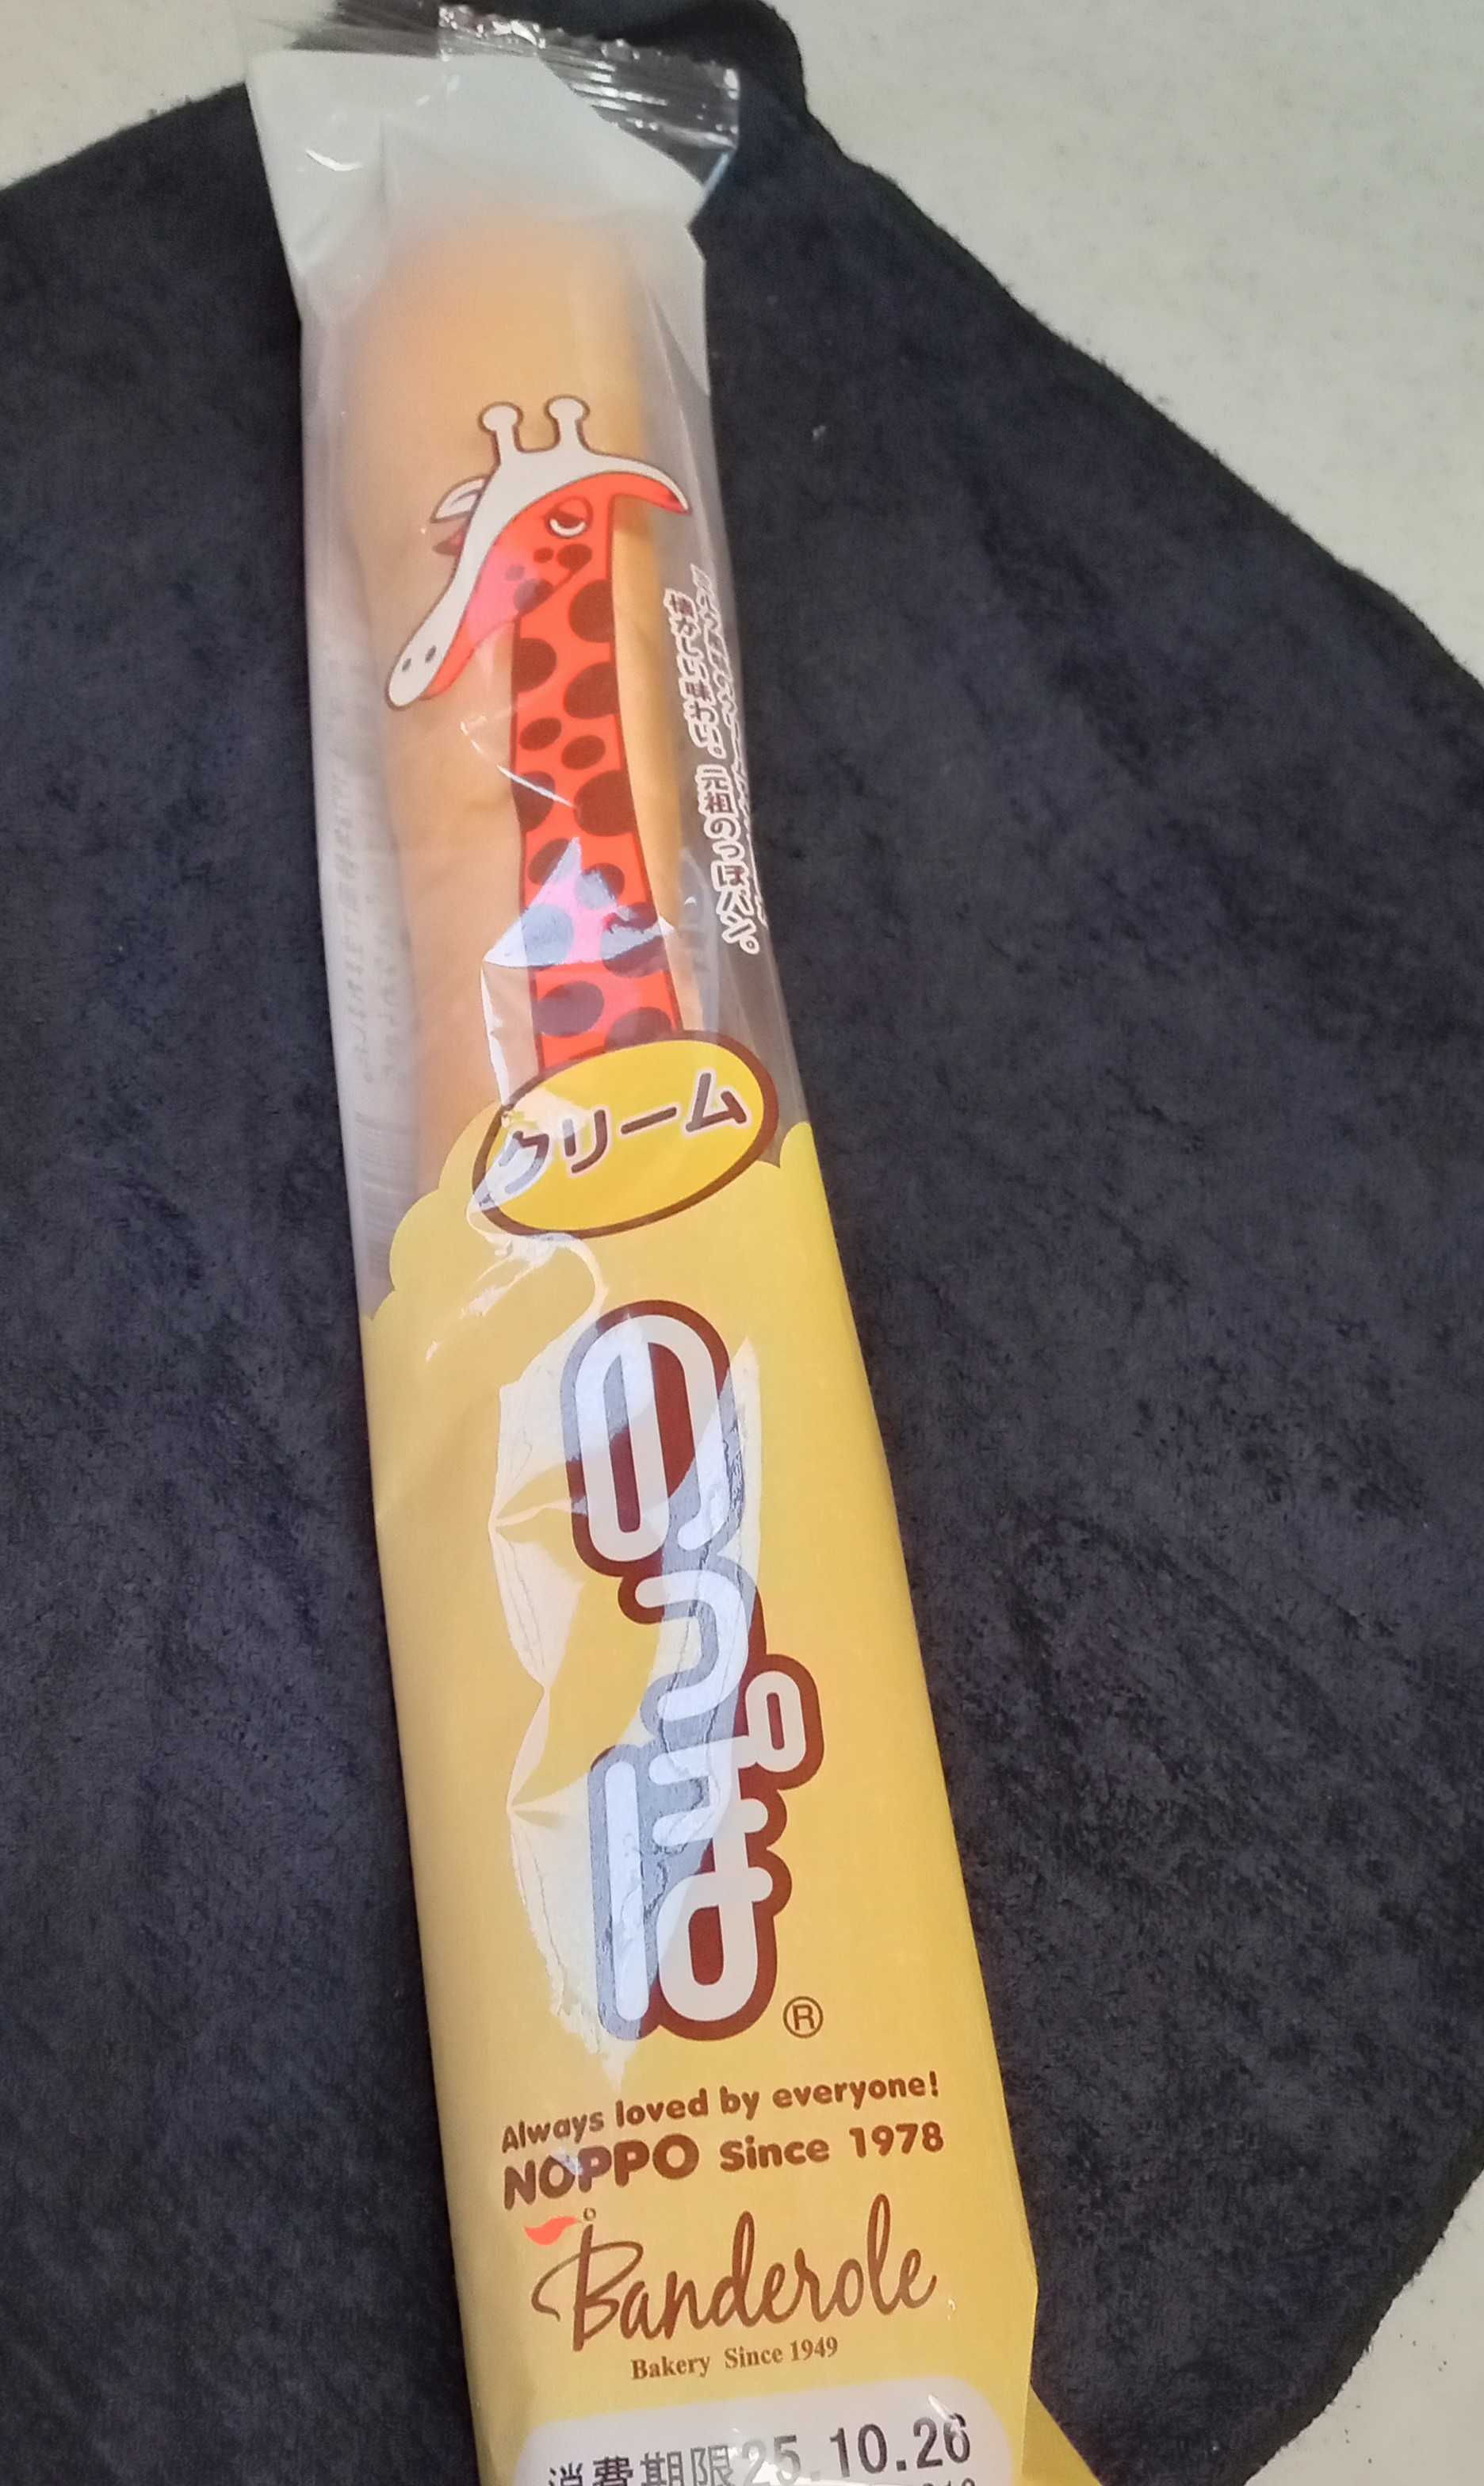 懐かしい味わい。元祖のっぽパン。
クリーム
のっぽ®
Always loved by everyone!
NOPPO Since 1978
Banderole
Bakery Since 1949
消費期限25.10.26